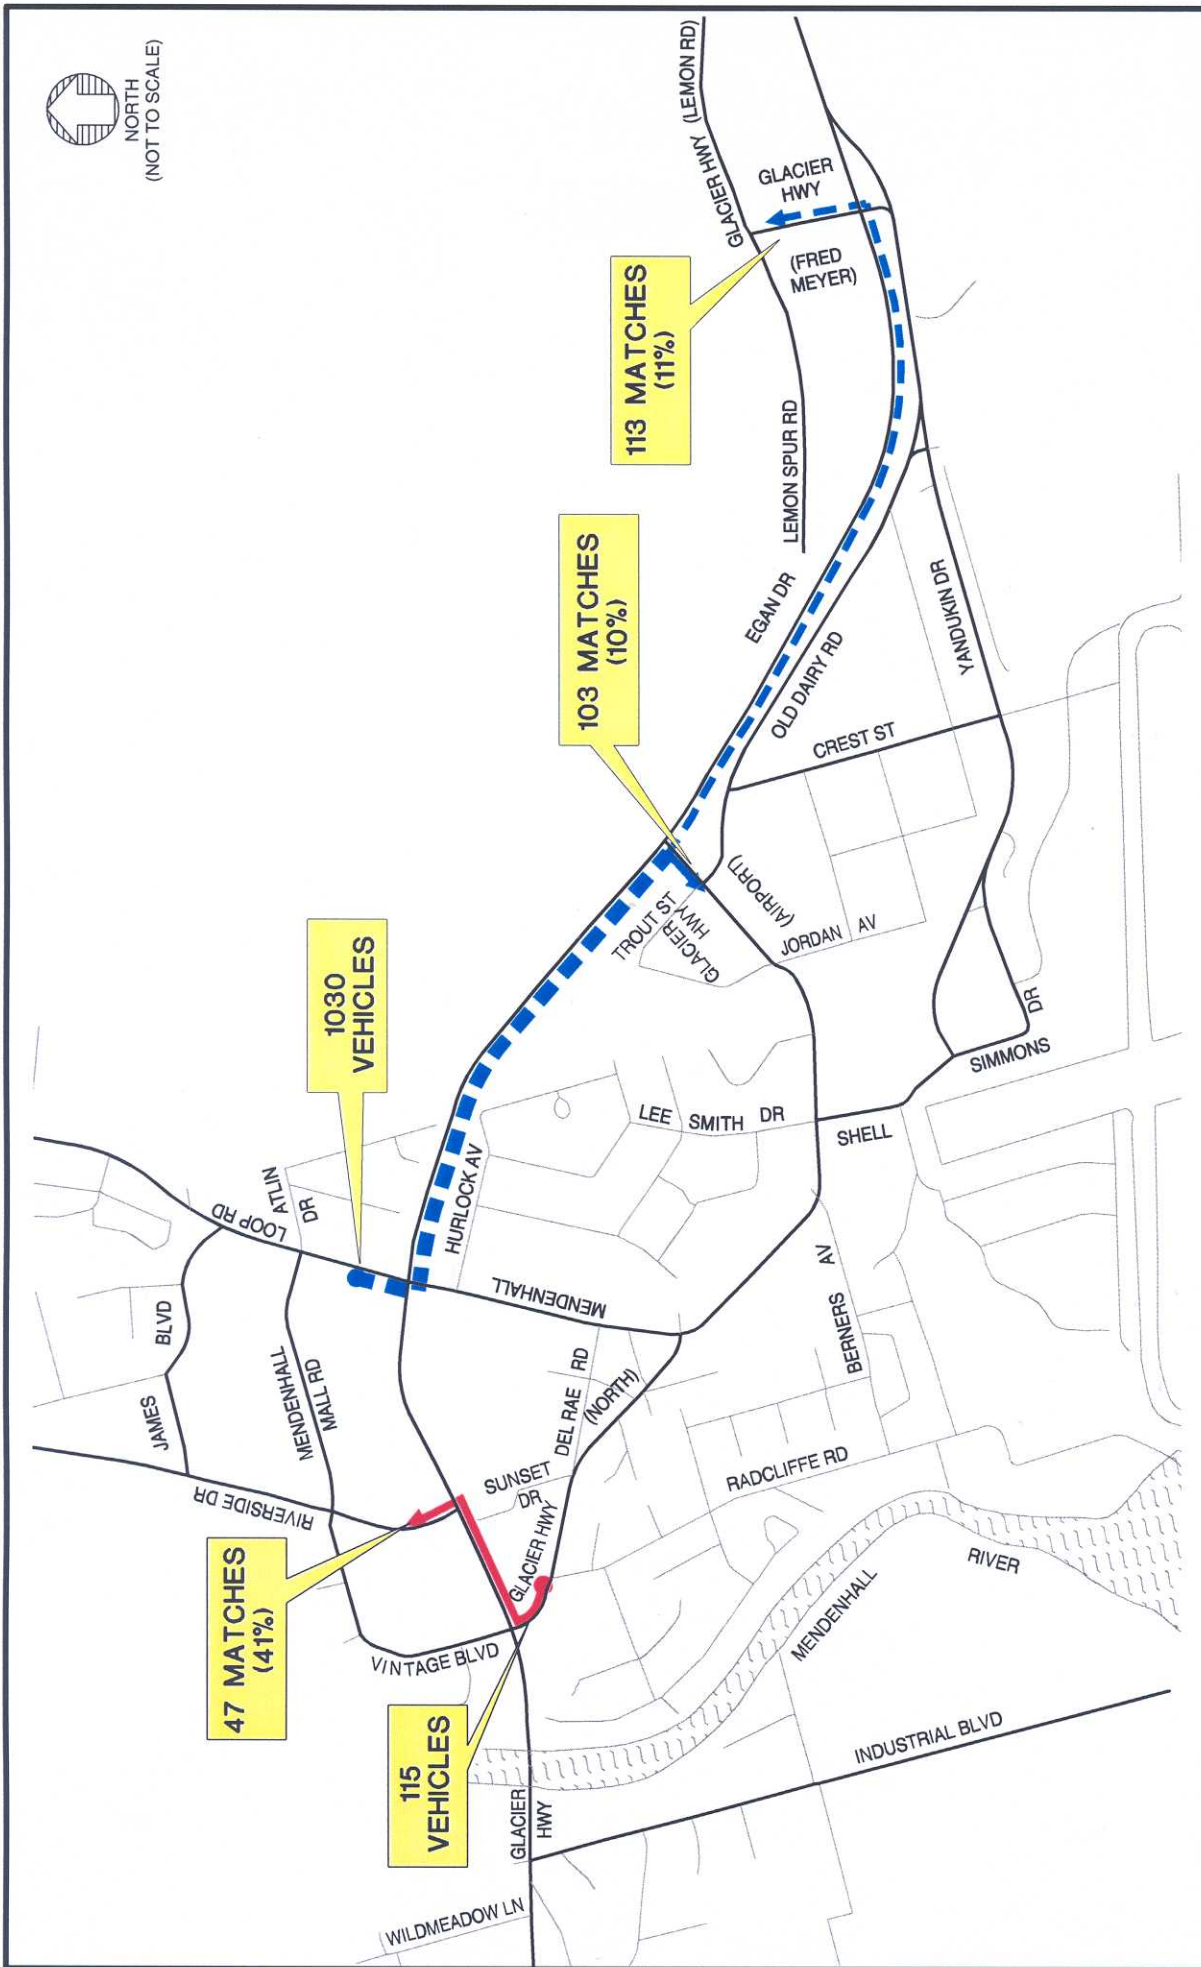 NORTH
(NOT TO SCALE)
GLACIER HWY (LEMON RD)
GLACIER
HWY
(FRED
MEYER)
113 MATCHES
(11%)
LEMON SPUR RD
103 MATCHES
(10%)
EGAN DR
OLD DAIRY RD
YANDUKIN DR
CREST ST
TROUT ST
GLACIER
HWY
(AIRPORT)
JORDAN AV
1030
VEHICLES
SIMMONS
DR
LEE SMITH DR
SHELL
ATLIN
DR
LOOP RD
HURLOCK AV
MENDENHALL
BERNERS AV
JAMES BLVD
MENDENHALL
MALL RD
DEL RAE RD
(NORTH)
RIVERSIDE DR
SUNSET
DR
RADCLIFFE RD
GLACIER HWY
47 MATCHES
(41%)
MENDENHALL
RIVER
VINTAGE BLVD
115
VEHICLES
INDUSTRIAL BLVD
GLACIER
HWY
WILDMEADOW LN